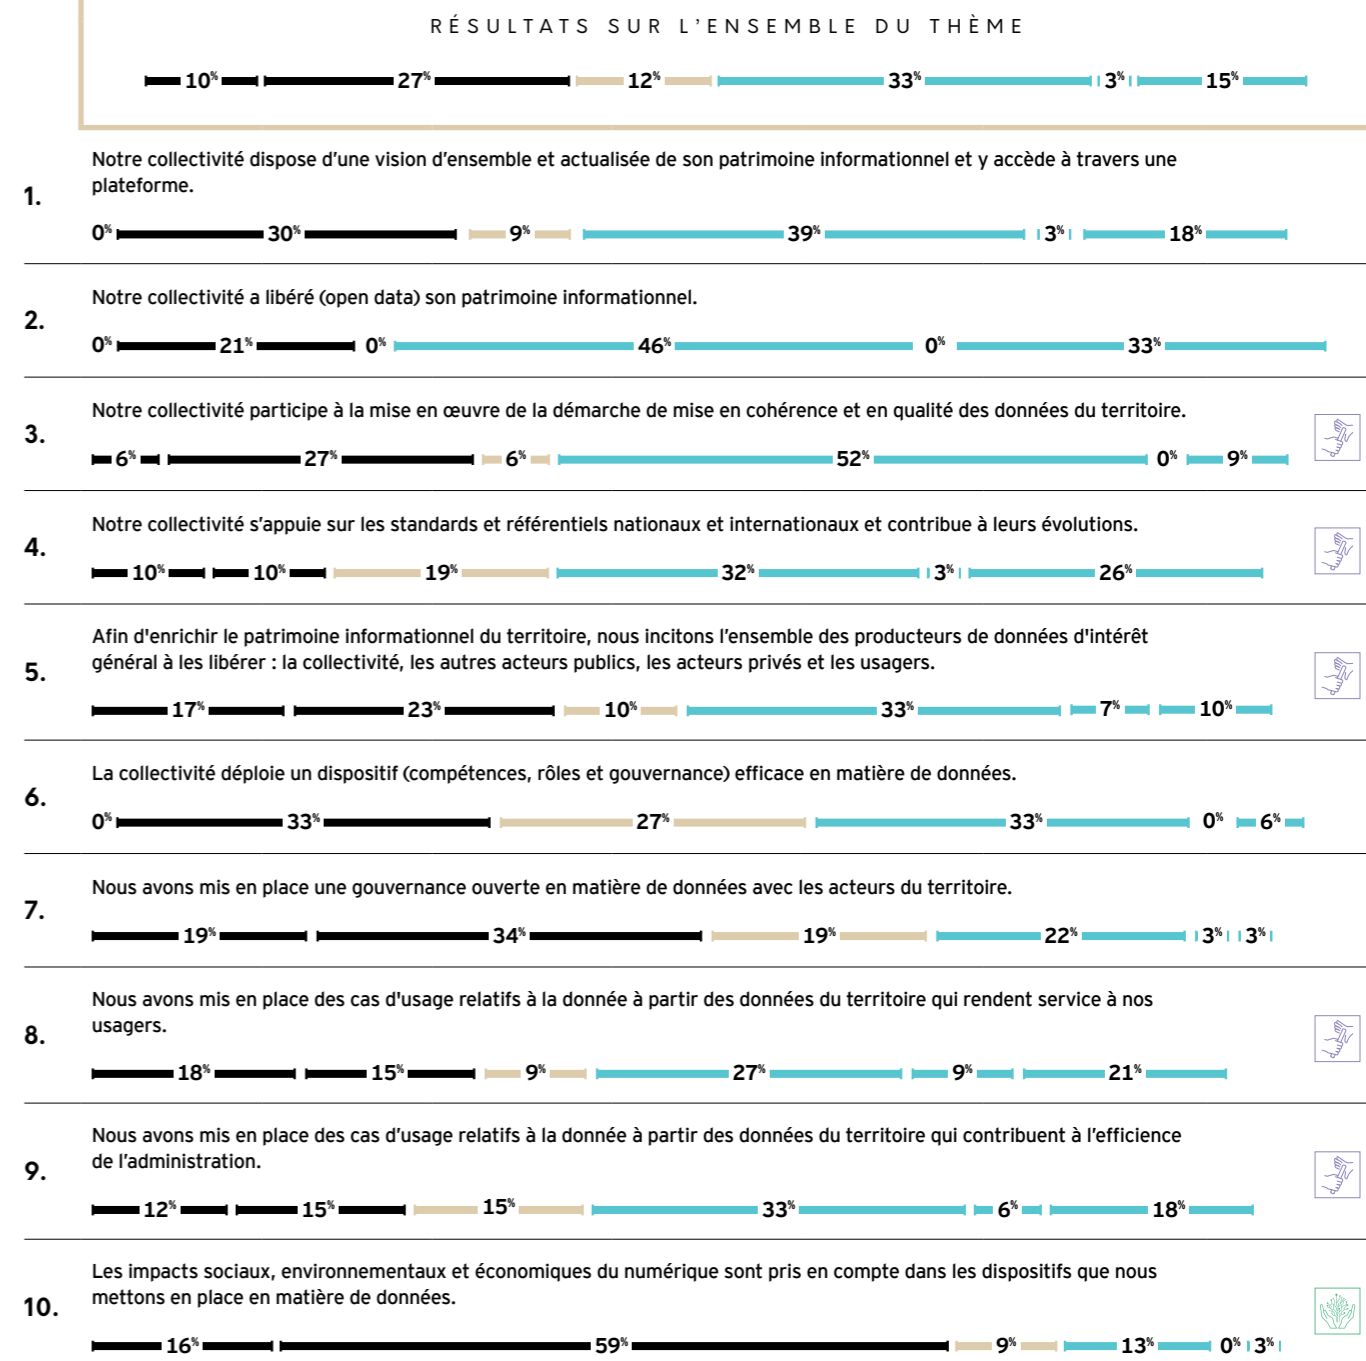 RÉSULTATS SUR L'ENSEMBLE DU THÈME
10% 27% 12% 33% 3% 15%
1.
Notre collectivité dispose d’une vision d’ensemble et actualisée de son patrimoine informationnel et y accède à travers une
plateforme.
0% 30% 9% 39% 3% 18%
2.
Notre collectivité a libéré (open data) son patrimoine informationnel.
0% 21% 0% 46% 0% 33%
3.
Notre collectivité participe à la mise en œuvre de la démarche de mise en cohérence et en qualité des données du territoire.
6% 27% 6% 52% 0% 9%
4.
Notre collectivité s’appuie sur les standards et référentiels nationaux et internationaux et contribue à leurs évolutions.
10% 10% 19% 32% 3% 26%
5.
Afin d'enrichir le patrimoine informationnel du territoire, nous incitons l’ensemble des producteurs de données d'intérêt
général à les libérer : la collectivité, les autres acteurs publics, les acteurs privés et les usagers.
17% 23% 10% 33% 7% 10%
6.
La collectivité déploie un dispositif (compétences, rôles et gouvernance) efficace en matière de données.
0% 33% 27% 33% 0% 6%
7.
Nous avons mis en place une gouvernance ouverte en matière de données avec les acteurs du territoire.
19% 34% 19% 22% 3% 3%
8.
Nous avons mis en place des cas d'usage relatifs à la donnée à partir des données du territoire qui rendent service à nos
usagers.
18% 15% 9% 27% 9% 21%
9.
Nous avons mis en place des cas d’usage relatifs à la donnée à partir des données du territoire qui contribuent à l’efficience
de l’administration.
12% 15% 15% 33% 6% 18%
10.
Les impacts sociaux, environnementaux et économiques du numérique sont pris en compte dans les dispositifs que nous
mettons en place en matière de données.
16% 59% 9% 13% 0% 3%